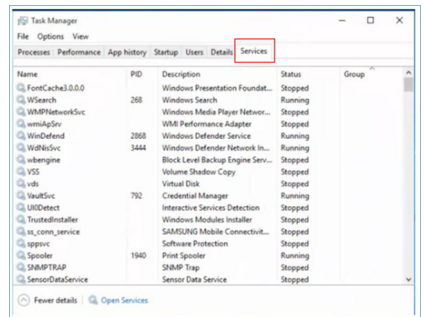 Task Manager
File Options View
Processes Performance App history Startup Users Details Services
Name PID Description Status Group
FontCache3.0.0.0 Windows Presentation Foundat... Stopped
WSearch 268 Windows Search Running
WMPNetworkSvc Windows Media Player Networ... Stopped
wmiApSrv WMI Performance Adapter Stopped
WinDefend 2868 Windows Defender Service Running
WdNisSvc 3444 Windows Defender Network In... Running
wbengine Block Level Backup Engine Serv... Stopped
VSS Volume Shadow Copy Stopped
vds Virtual Disk Stopped
VaultSvc 792 Credential Manager Running
UI0Detect Interactive Services Detection Stopped
TrustedInstaller Windows Modules Installer Stopped
ss_conn_service SAMSUNG Mobile Connectivit... Stopped
sppsvc Software Protection Stopped
Spooler 1940 Print Spooler Running
SNMPTRAP SNMP Trap Stopped
SensorDataService Sensor Data Service Stopped
Fewer details Open Services